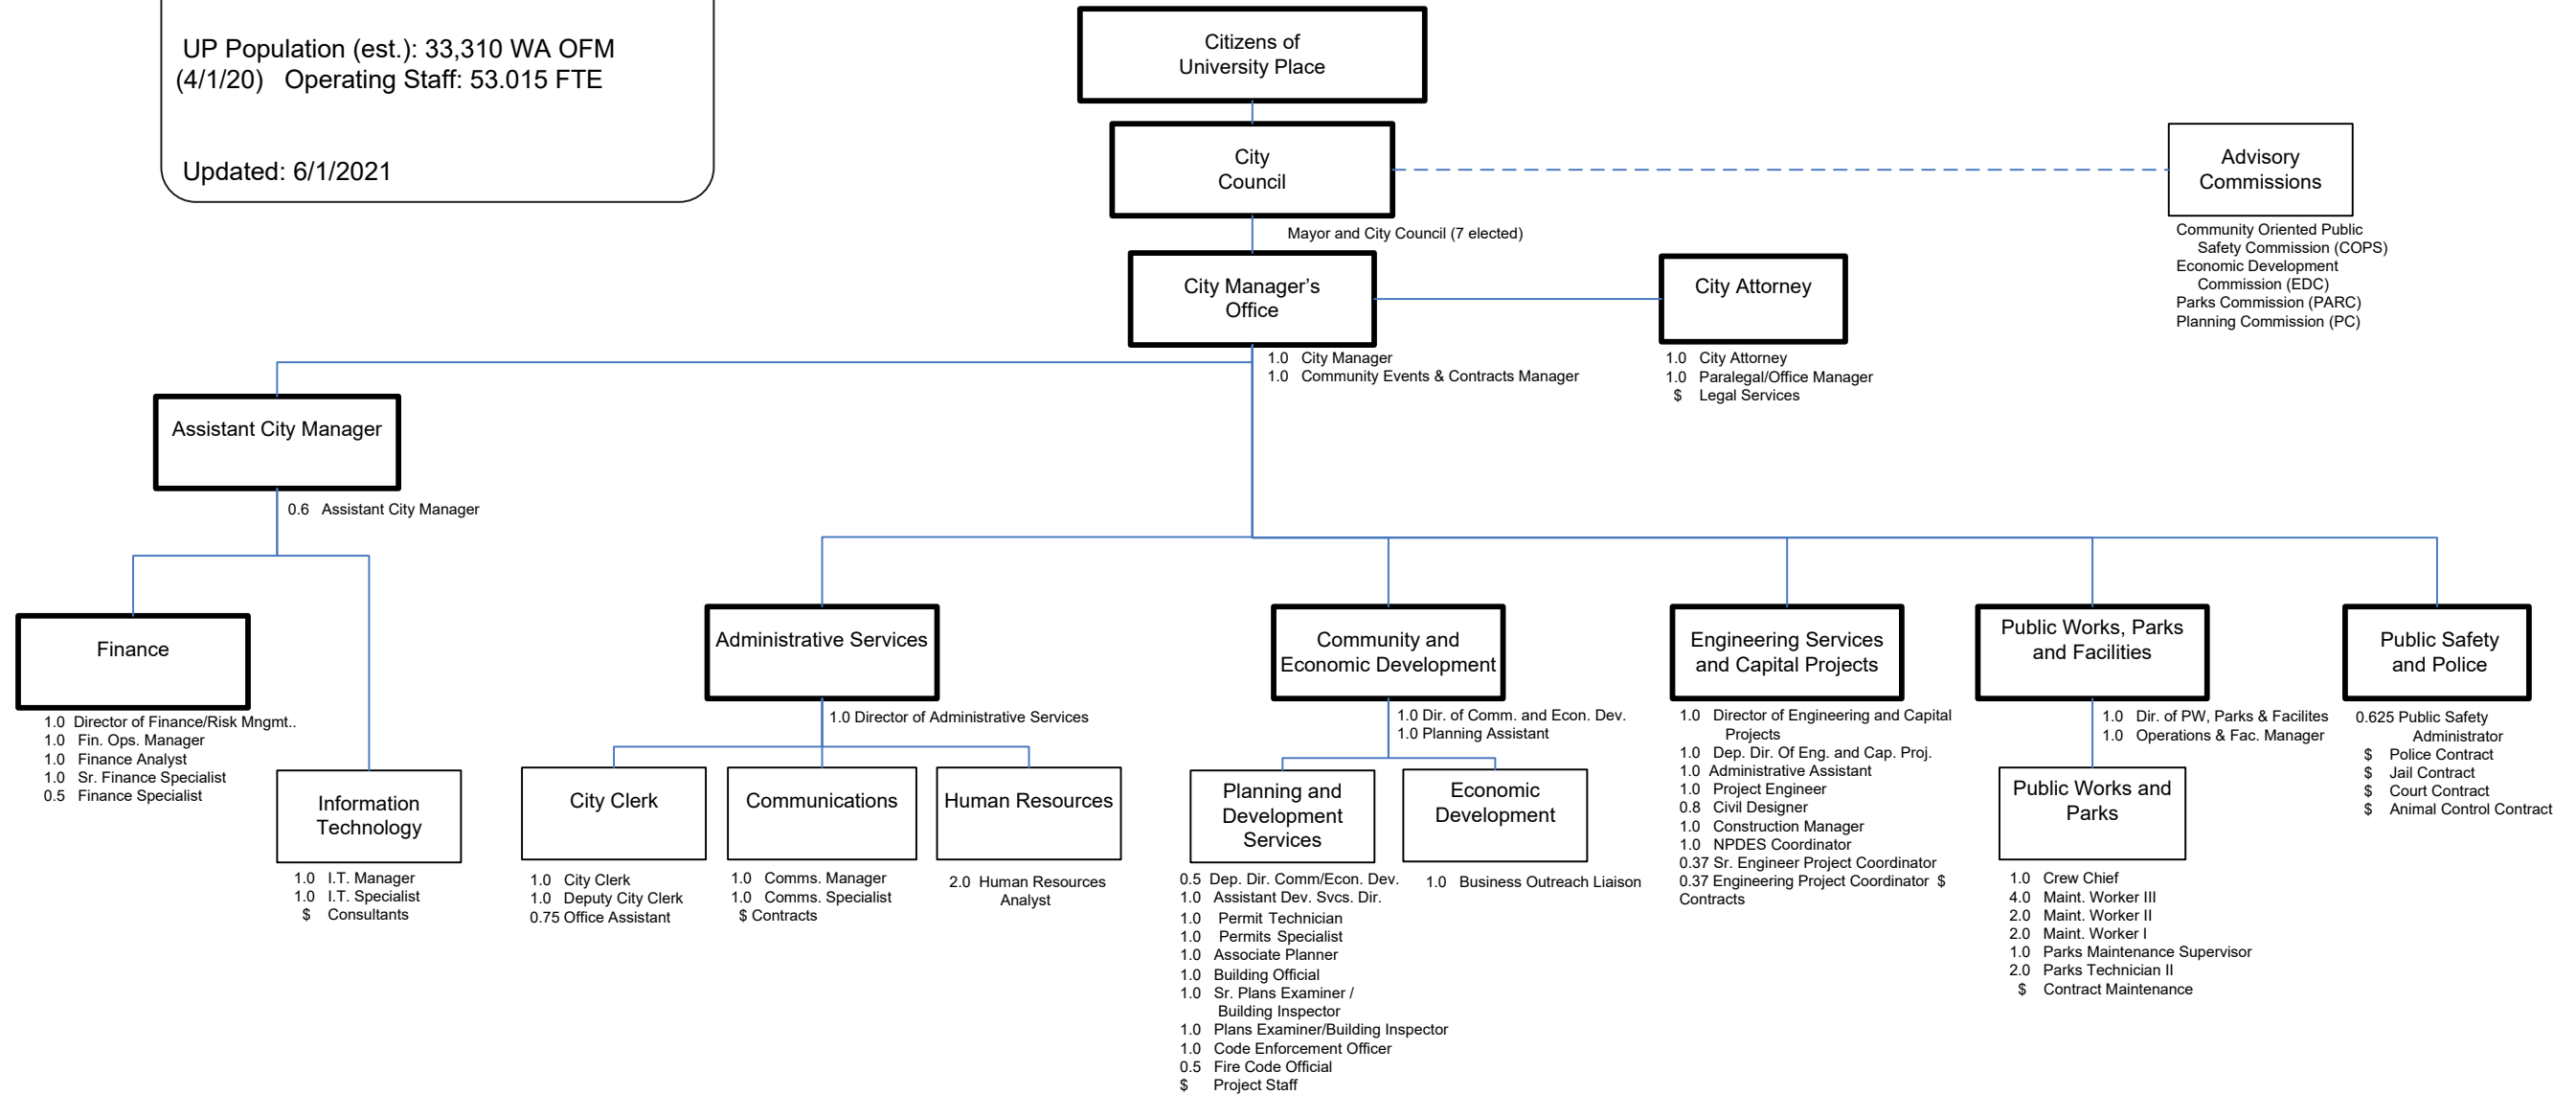 UP Population (est.): 33,310 WA OFM
(4/1/20) Operating Staff: 53.015 FTE
Updated: 6/1/2021
Citizens of
University Place
City
Council
Advisory
Commissions
Mayor and City Council (7 elected)
Community Oriented Public
Safety Commission (COPS)
Economic Development
Commission (EDC)
Parks Commission (PARC)
Planning Commission (PC)
City Manager’s
Office
City Attorney
1.0 City Manager
1.0 Community Events & Contracts Manager
1.0 City Attorney
1.0 Paralegal/Office Manager
$ Legal Services
Assistant City Manager
0.6 Assistant City Manager
Finance
1.0 Director of Finance/Risk Mngmt..
1.0 Fin. Ops. Manager
1.0 Finance Analyst
1.0 Sr. Finance Specialist
0.5 Finance Specialist
Information
Technology
1.0 I.T. Manager
1.0 I.T. Specialist
$ Consultants
Administrative Services
1.0 Director of Administrative Services
City Clerk
1.0 City Clerk
1.0 Deputy City Clerk
0.75 Office Assistant
Communications
1.0 Comms. Manager
1.0 Comms. Specialist
$ Contracts
Human Resources
2.0 Human Resources
Analyst
Community and
Economic Development
1.0 Dir. of Comm. and Econ. Dev.
1.0 Planning Assistant
Planning and
Development
Services
0.5 Dep. Dir. Comm/Econ. Dev.
1.0 Assistant Dev. Svcs. Dir.
1.0 Permit Technician
1.0 Permits Specialist
1.0 Associate Planner
1.0 Building Official
1.0 Sr. Plans Examiner /
Building Inspector
1.0 Plans Examiner/Building Inspector
1.0 Code Enforcement Officer
0.5 Fire Code Official
$ Project Staff
Economic
Development
1.0 Business Outreach Liaison
Engineering Services
and Capital Projects
1.0 Director of Engineering and Capital
Projects
1.0 Dep. Dir. Of Eng. and Cap. Proj.
1.0 Administrative Assistant
1.0 Project Engineer
0.8 Civil Designer
1.0 Construction Manager
1.0 NPDES Coordinator
0.37 Sr. Engineer Project Coordinator
0.37 Engineering Project Coordinator $
Contracts
Public Works, Parks
and Facilities
1.0 Dir. of PW, Parks & Facilites
1.0 Operations & Fac. Manager
Public Works and
Parks
1.0 Crew Chief
4.0 Maint. Worker III
2.0 Maint. Worker II
2.0 Maint. Worker I
1.0 Parks Maintenance Supervisor
2.0 Parks Technician II
$ Contract Maintenance
Public Safety
and Police
0.625 Public Safety
Administrator
$ Police Contract
$ Jail Contract
$ Court Contract
$ Animal Control Contract